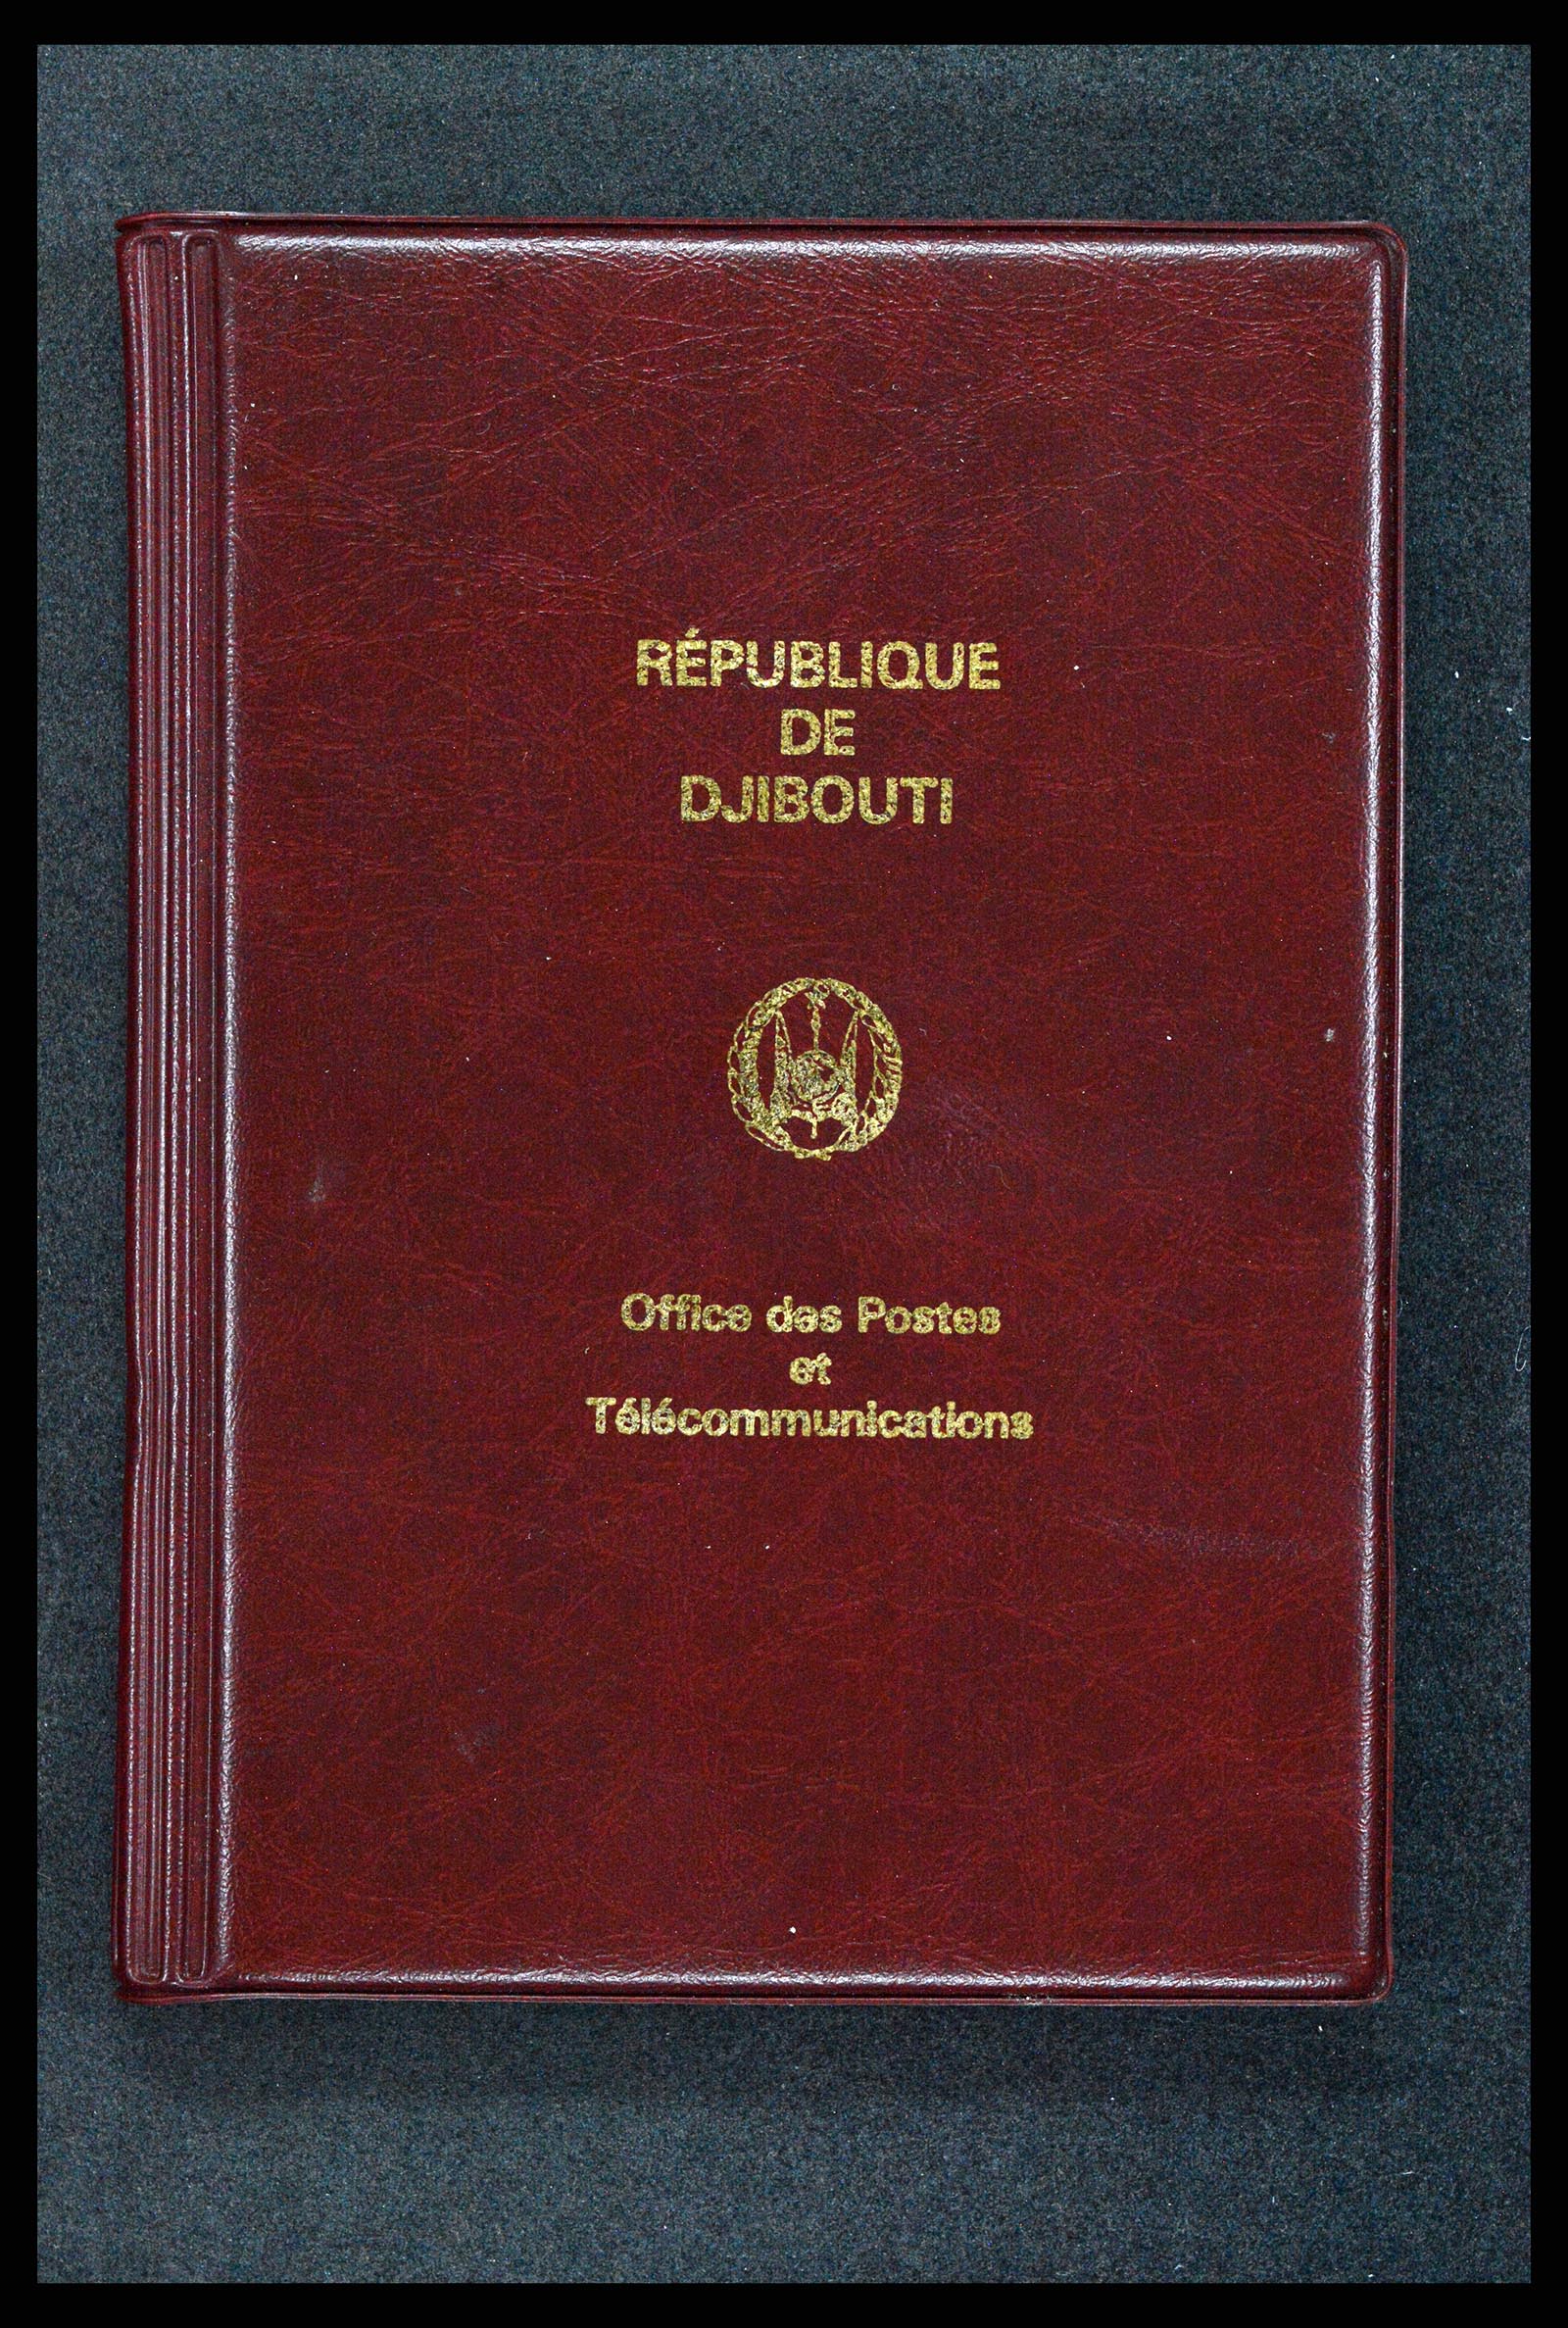 RÉPUBLIQUE
DE
DJIBOUTI
Office des Postes
et
Télécommunications